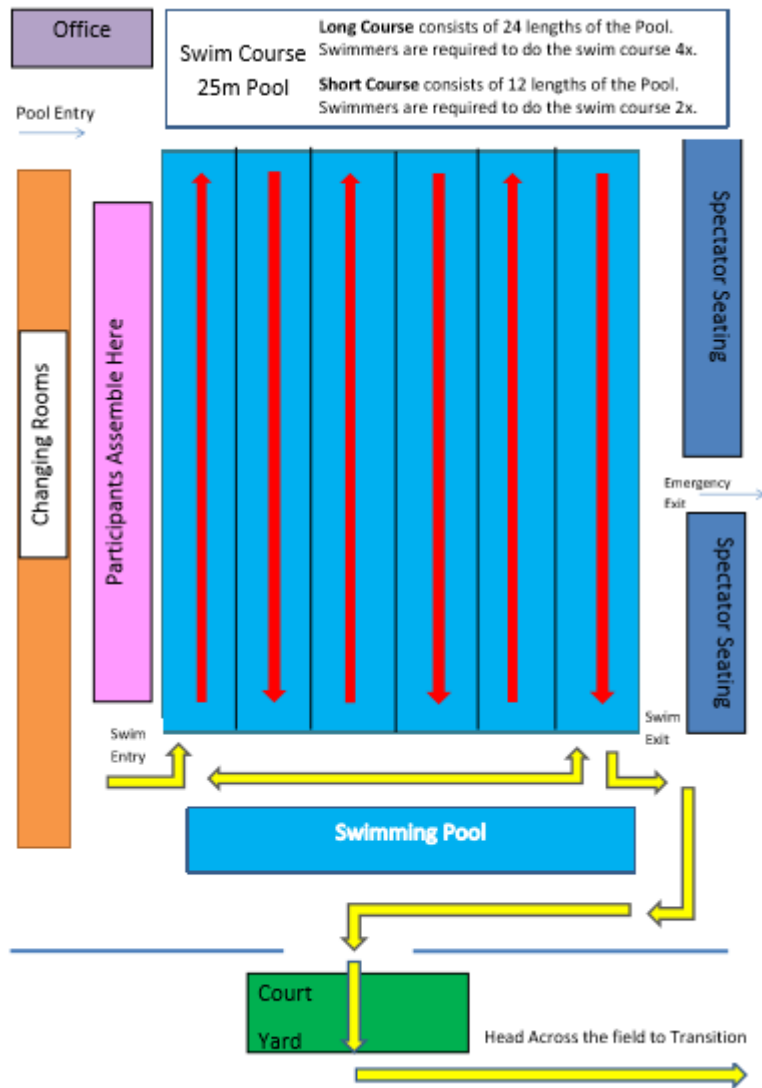 Office
Swim Course
25m Pool
Long Course consists of 24 lengths of the Pool.
Swimmers are required to do the swim course 4x.
Short Course consists of 12 lengths of the Pool.
Swimmers are required to do the swim course 2x.
Pool Entry
Changing Rooms
Participants Assemble Here
Spectator Seating
Emergency
Exit
Spectator Seating
Swim
Entry
Swim
Exit
Swimming Pool
Court
Yard
Head Across the field to Transition